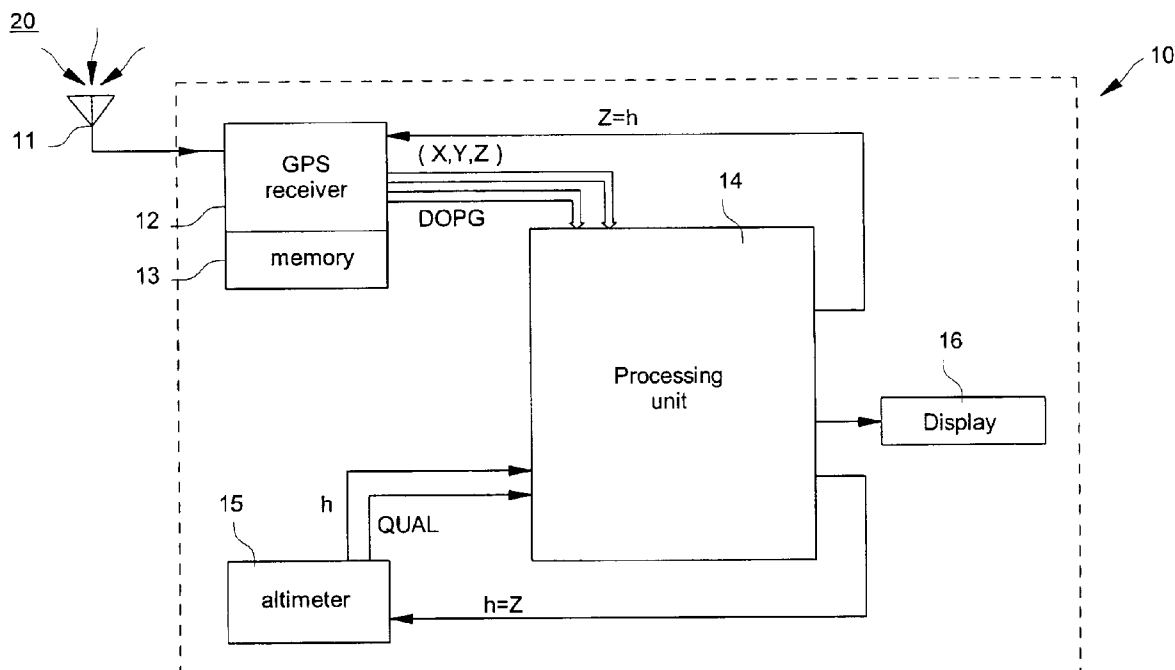 20
10
11
Z=h
GPS
receiver
( X,Y,Z )
14
12
DOPG
13
memory
Processing
unit
16
Display
h
15
QUAL
altimeter
h=Z